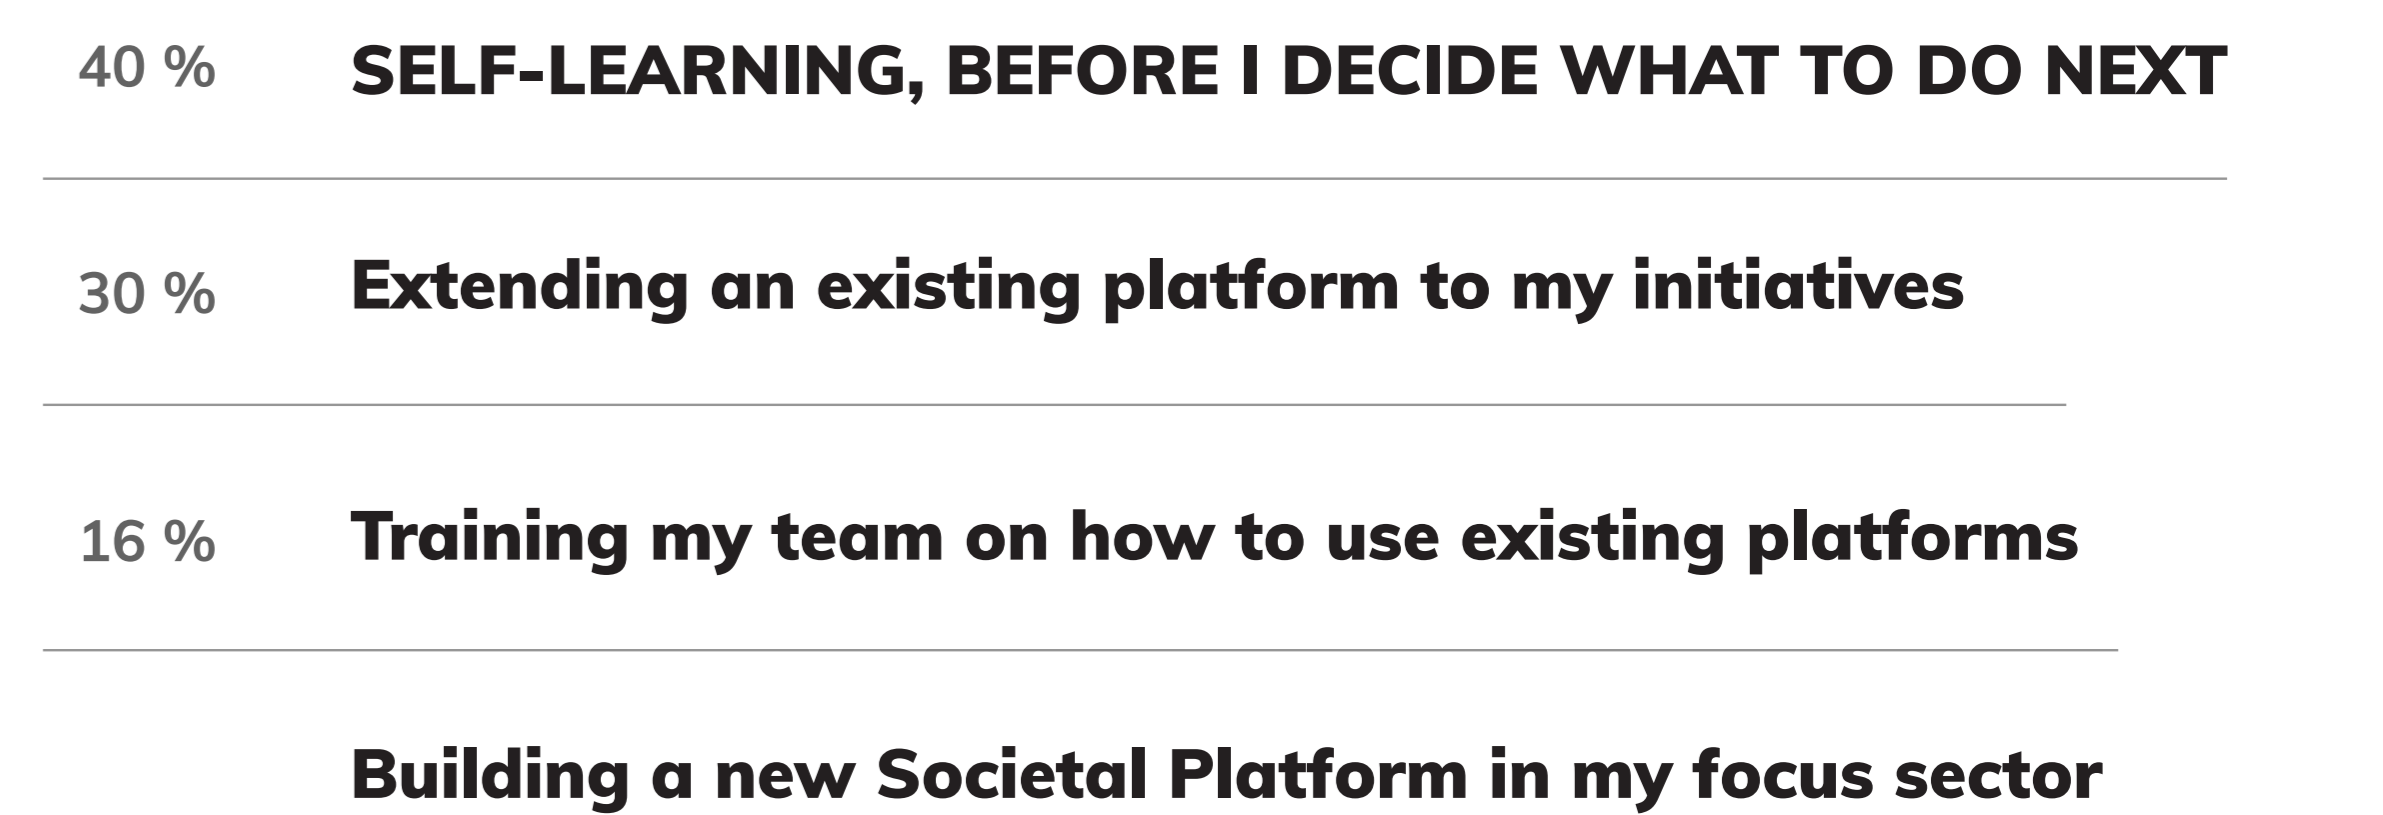 40 % SELF-LEARNING, BEFORE I DECIDE WHAT TO DO NEXT
30 % Extending an existing platform to my initiatives
16 % Training my team on how to use existing platforms
Building a new Societal Platform in my focus sector